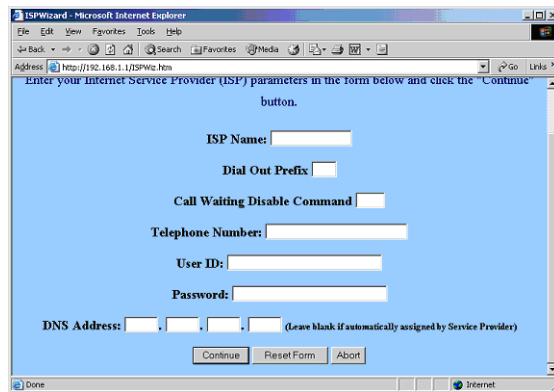 ISPWizard - Microsoft Internet Explorer
File Edit View Favorites Tools Help
Back Search Favorites Media
Address http://192.168.1.1/ISPWiz.htm Go Links
Enter your Internet Service Provider (ISP) parameters in the form below and click the "Continue"
button.
ISP Name:
Dial Out Prefix
Call Waiting Disable Command
Telephone Number:
User ID:
Password:
DNS Address: . . . (Leave blank if automatically assigned by Service Provider)
Continue Reset Form Abort
Done Internet